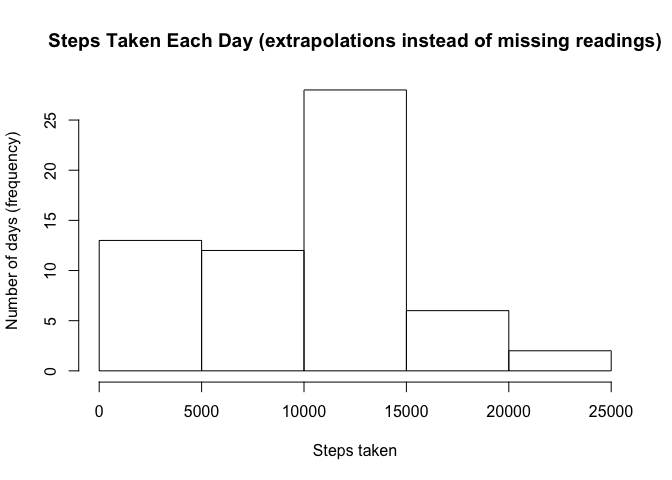 Steps Taken Each Day (extrapolations instead of missing readings)
Number of days (frequency)
25
20
15
10
5
0
0 5000 10000 15000 20000 25000
Steps taken